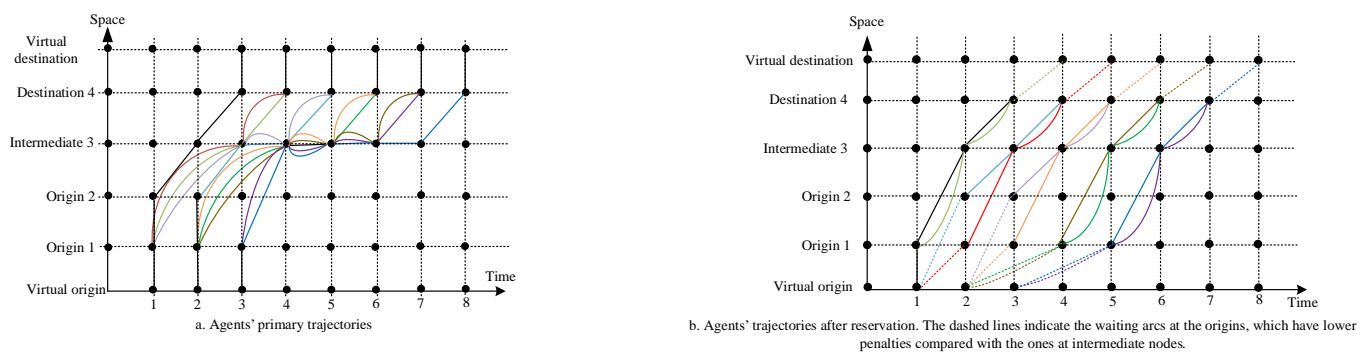 Space
Virtual
destination
Destination 4
Intermediate 3
Origin 2
Origin 1
Virtual origin
Time
1 2 3 4 5 6 7 8
a. Agents' primary trajectories
Space
Virtual destination
Destination 4
Intermediate 3
Origin 2
Origin 1
Virtual origin
1 2 3 4 5 6 7 8
Time
b. Agents' trajectories after reservation. The dashed lines indicate the waiting arcs at the origins, which have lower
penalties compared with the ones at intermediate nodes.